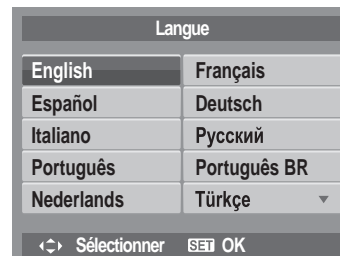 Langue
English Français
Español Deutsch
Italiano Русский
Português Português BR
Nederlands Türkçe
Sélectionner SET OK